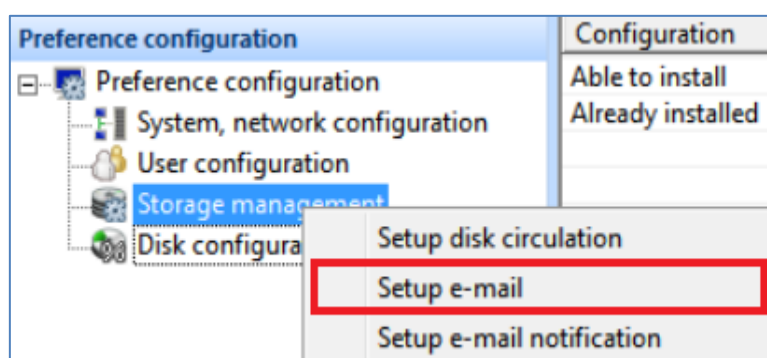 Preference configuration
Configuration
Preference configuration
Able to install
System, network configuration
Already installed
User configuration
Storage management
Disk configura
Setup disk circulation
Setup e-mail
Setup e-mail notification